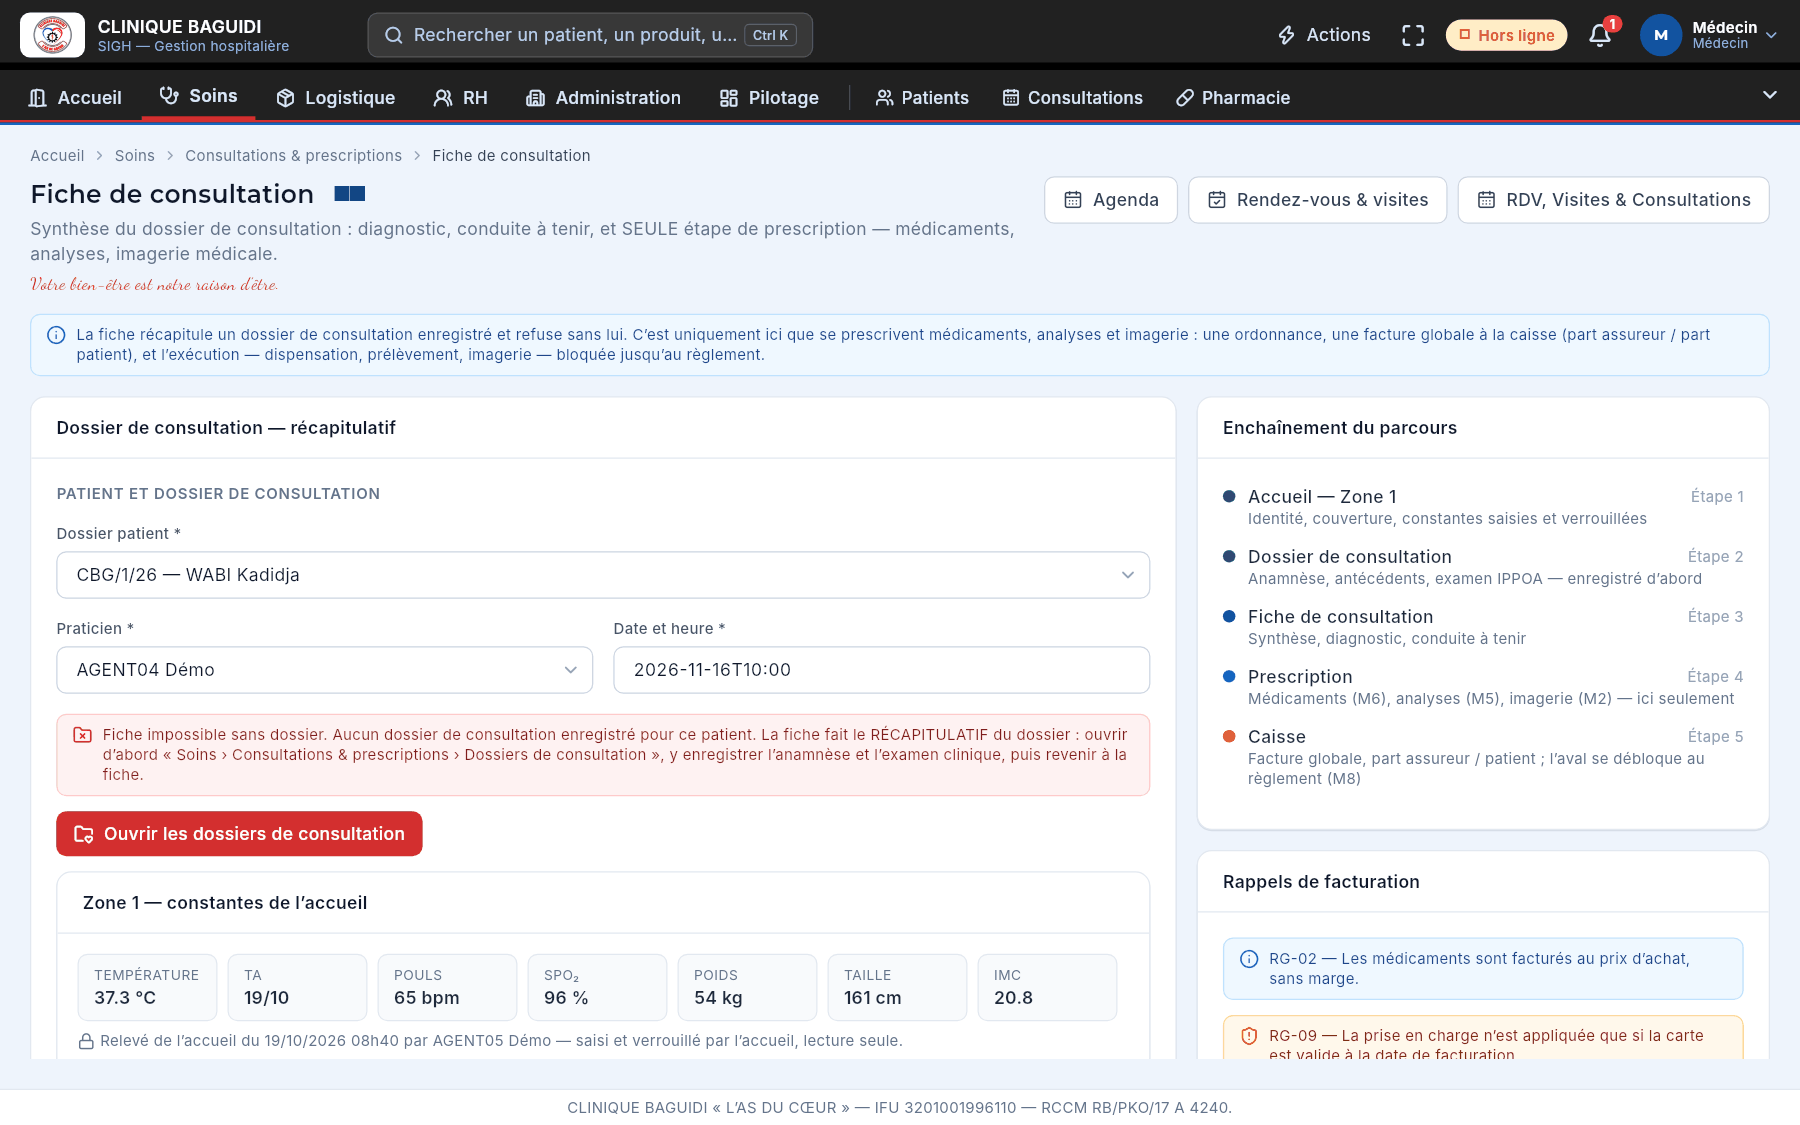 CLINIQUE BAGUIDI
SIGH — Gestion hospitalière
Rechercher un patient, un produit, u...
Ctrl K
Actions
Hors ligne
1
M
Médecin
Médecin
Accueil
Soins
Logistique
RH
Administration
Pilotage
Patients
Consultations
Pharmacie
Accueil > Soins > Consultations & prescriptions > Fiche de consultation
Fiche de consultation
Synthèse du dossier de consultation : diagnostic, conduite à tenir, et SEULE étape de prescription — médicaments,
analyses, imagerie médicale.
Votre bien-être est notre raison d'être.
Agenda
Rendez-vous & visites
RDV, Visites & Consultations
La fiche récapitule un dossier de consultation enregistré et refuse sans lui. C’est uniquement ici que se prescrivent médicaments, analyses et imagerie : une ordonnance, une facture globale à la caisse (part assureur / part
patient), et l’exécution — dispensation, prélèvement, imagerie — bloquée jusqu’au règlement.
Dossier de consultation — récapitulatif
PATIENT ET DOSSIER DE CONSULTATION
Dossier patient *
CBG/1/26 — WABI Kadidja
Praticien *
Date et heure *
AGENT04 Démo
2026-11-16T10:00
Fiche impossible sans dossier. Aucun dossier de consultation enregistré pour ce patient. La fiche fait le RÉCAPITULATIF du dossier : ouvrir
d’abord « Soins › Consultations & prescriptions › Dossiers de consultation », y enregistrer l’anamnèse et l’examen clinique, puis revenir à la
fiche.
Ouvrir les dossiers de consultation
Zone 1 — constantes de l’accueil
TEMPÉRATURE
37.3 °C
TA
19/10
POULS
65 bpm
SPO₂
96 %
POIDS
54 kg
TAILLE
161 cm
IMC
20.8
Relevé de l’accueil du 19/10/2026 08h40 par AGENT05 Démo — saisi et verrouillé par l’accueil, lecture seule.
Enchaînement du parcours
Accueil — Zone 1
Étape 1
Identité, couverture, constantes saisies et verrouillées
Dossier de consultation
Étape 2
Anamnèse, antécédents, examen IPPOA — enregistré d’abord
Fiche de consultation
Étape 3
Synthèse, diagnostic, conduite à tenir
Prescription
Étape 4
Médicaments (M6), analyses (M5), imagerie (M2) — ici seulement
Caisse
Étape 5
Facture globale, part assureur / patient ; l’aval se débloque au
règlement (M8)
Rappels de facturation
RG-02 — Les médicaments sont facturés au prix d’achat,
sans marge.
RG-09 — La prise en charge n’est appliquée que si la carte
est valide à la date de facturation
CLINIQUE BAGUIDI « L’AS DU CŒUR » — IFU 3201001996110 — RCCM RB/PKO/17 A 4240.